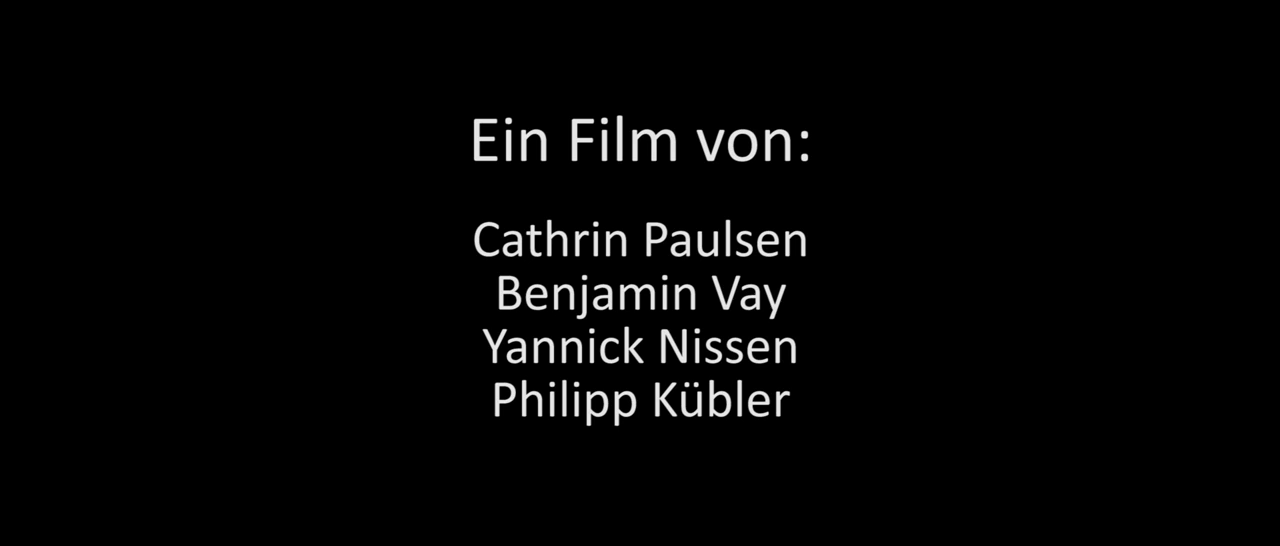 Ein Film von:
Cathrin Paulsen
Benjamin Vay
Yannick Nissen
Philipp Kübler